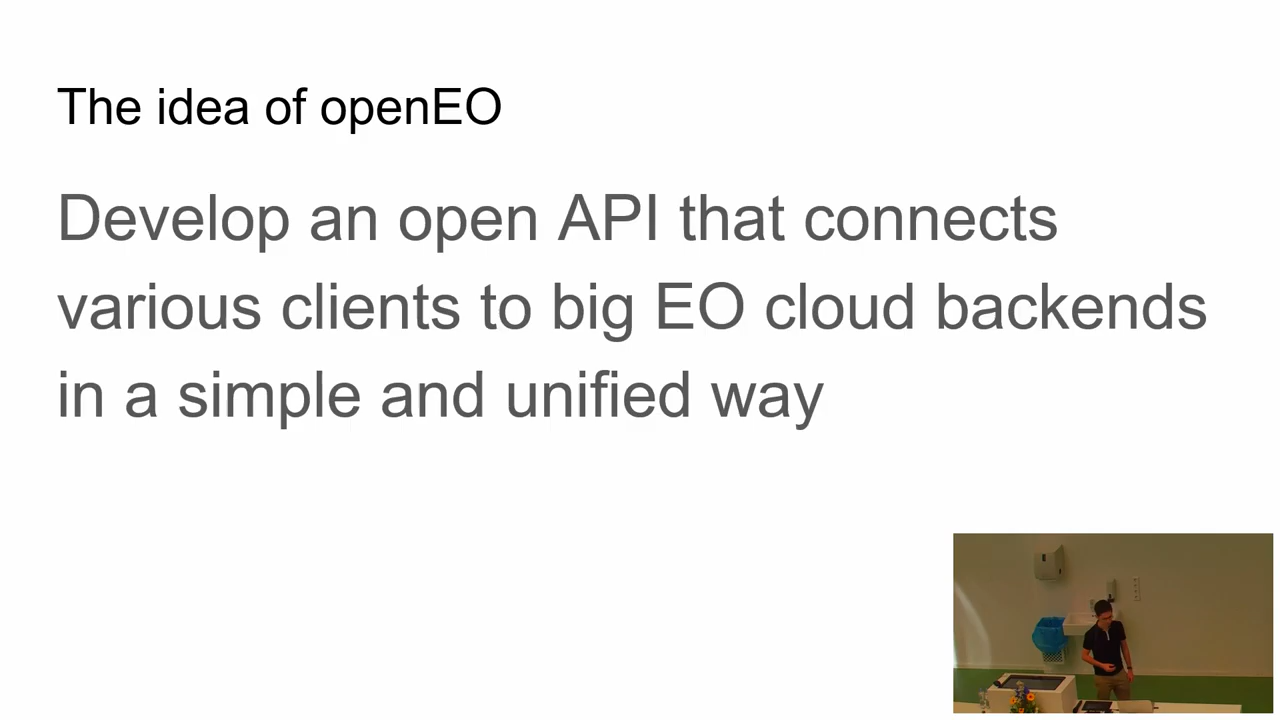 The idea of openEO
Develop an open API that connects
various clients to big EO cloud backends
in a simple and unified way